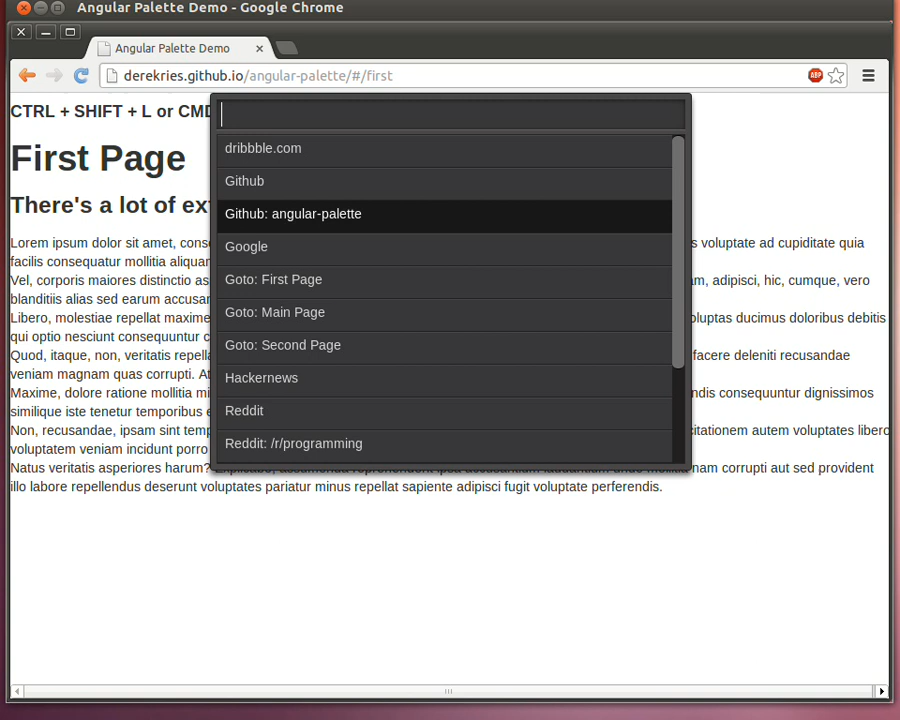 Angular Palette Demo - Google Chrome
Angular Palette Demo
derekries.github.io/angular-palette/#/first
ABP
CTRL + SHIFT + L or CMD
First Page
There's a lot of ex
dribbble.com
Github
Github: angular-palette
Google
Goto: First Page
Goto: Main Page
Goto: Second Page
Hackernews
Reddit
Reddit: /r/programming
Lorem ipsum dolor sit amet, cons s voluptate ad cupiditate quia
facilis consequatur mollitia aliquam
Vel, corporis maiores distinctio as am, adipisci, hic, cumque, vero
blanditiis alias sed earum accusan
Libero, molestiae repellat maxime voluptas ducimus doloribus debitis
qui optio nesciunt consequuntur c
Quod, itaque, non, veritatis repella facere deleniti recusandae
veniam magnam quas corrupti. At
Maxime, dolore ratione mollitia mi ndis consequuntur dignissimos
similique iste tenetur temporibus e
Non, recusandae, ipsam sint temp citationem autem voluptates libero
voluptatem veniam incidunt porro
Natus veritatis asperiores harum? nam corrupti aut sed provident
illo labore repellendus deserunt voluptates pariatur minus repellat sapiente adipisci fugit voluptate perferendis.